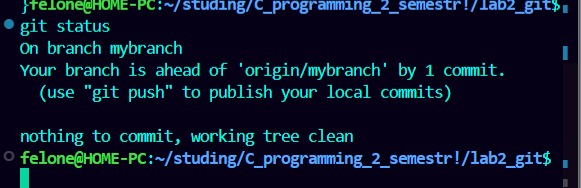 }felone@HOME-PC:~/studing/C_programming_2_semestr!/lab2_git$
git status
On branch mybranch
Your branch is ahead of 'origin/mybranch' by 1 commit.
  (use "git push" to publish your local commits)

nothing to commit, working tree clean
felone@HOME-PC:~/studing/C_programming_2_semestr!/lab2_git$